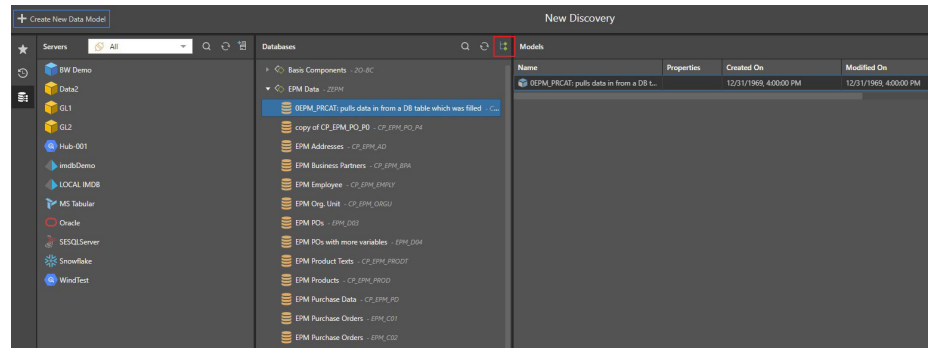 Create New Data Model
New Discovery
Servers
All
Databases
Models
BW Demo
Data2
GL1
GL2
Hub-001
imdbDemo
LOCAL IMDB
MS Tabular
Oracle
SESQLServer
Snowflake
WindTest
Basis Components - 2O-BC
EPM Data - ZEPM
0EPM_PRCAT: pulls data in from a DB table which was filled - C...
copy of CP_EPM_PO_P0 - CP_EPM_PO_P4
EPM Addresses - CP_EPM_AD
EPM Business Partners - CP_EPM_BPA
EPM Employee - CP_EPM_EMPLY
EPM Org. Unit - CP_EPM_ORGU
EPM POs - EPM_D03
EPM POs with more variables - EPM_D04
EPM Product Texts - CP_EPM_PRODT
EPM Products - CP_EPM_PROD
EPM Purchase Data - CP_EPM_PD
EPM Purchase Orders - EPM_C01
EPM Purchase Orders - EPM_C02
Name Properties Created On Modified On
0EPM_PRCAT: pulls data in from a DB t... 12/31/1969, 4:00:00 PM 12/31/1969, 4:00:00 PM